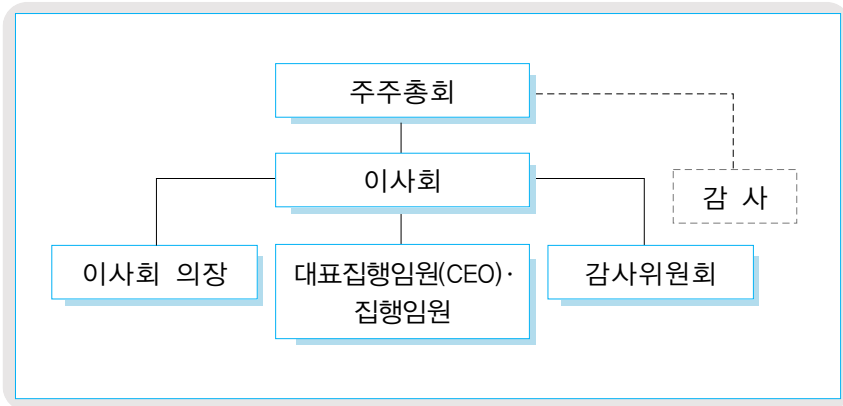 주주총회
이사회
감 사
이사회 의장
대표집행임원(CEO)·
집행임원
감사위원회